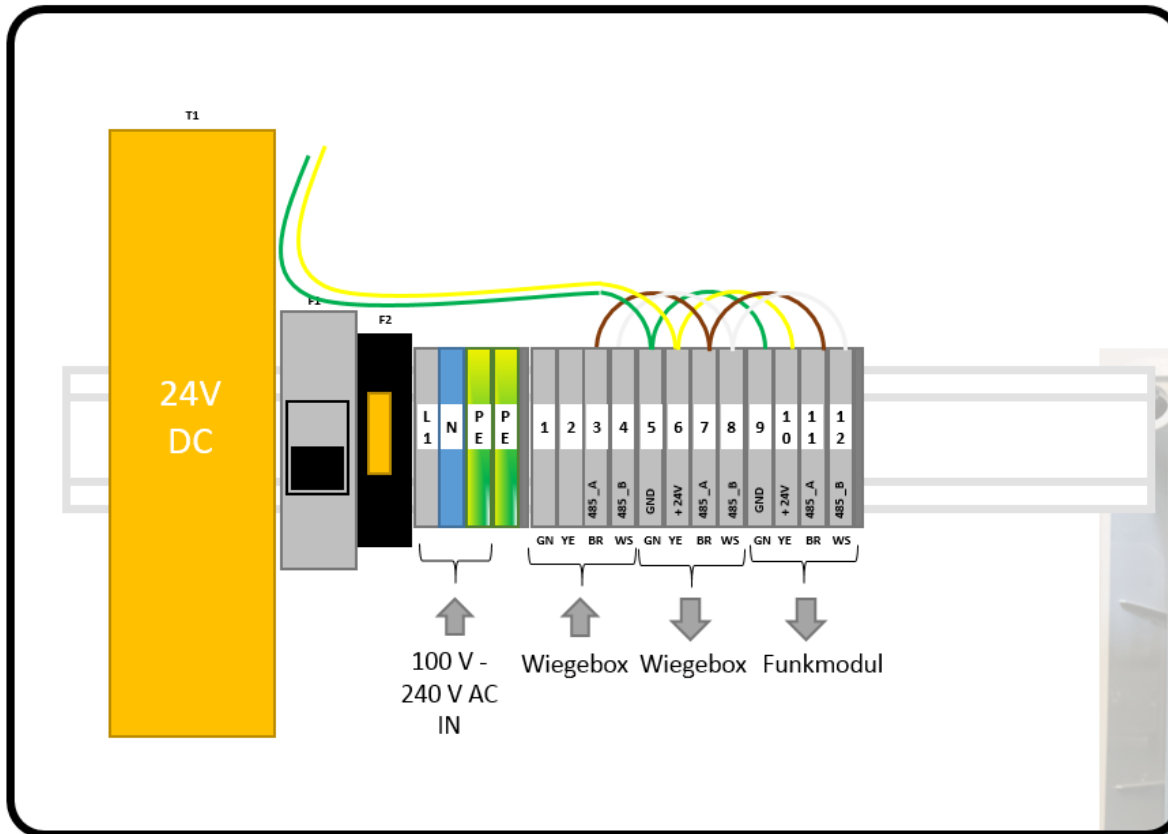 T1
F1
F2
24V
DC
L
1
N
P
E
P
E
1
2
3
4
5
6
7
8
9
1
0
1
1
1
2
485_A
485_B
GND
+24V
485_A
485_B
GND
+24V
485_A
485_B
GN YE BR WS GN YE BR WS GN YE BR WS
100 V -
240 V AC
IN
Wiegebox
Wiegebox
Funkmodul